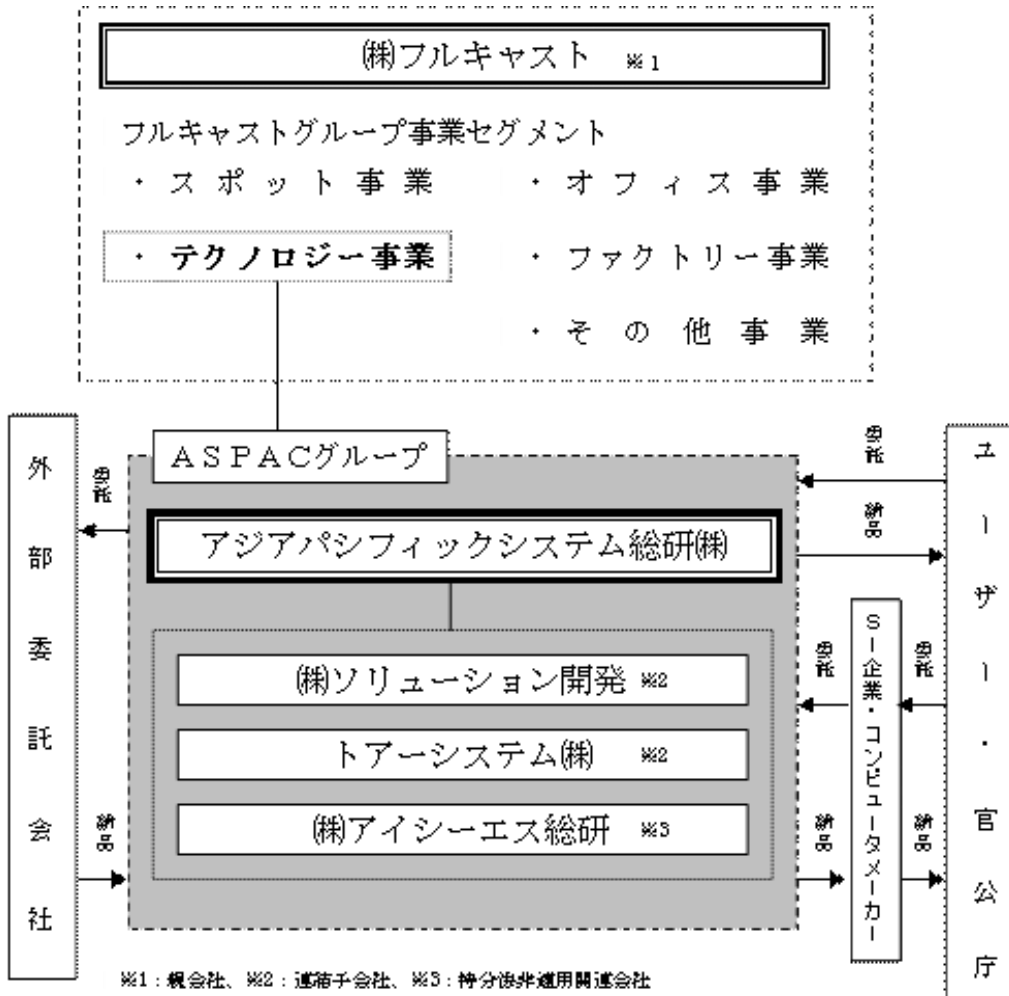 ㈱フルキャスト ※1
フルキャストグループ事業セグメント
・スポット事業
・オフィス事業
・テクノロジー事業
・ファクトリー事業
・その他事業
ASPACグループ
アジアパシフィックシステム総研㈱
㈱ソリューション開発 ※2
トアーシステム㈱ ※2
㈱アイシーエス総研 ※3
外部委託会社
委託
納品
委託
納品
委託
納品
SI企業・コンピュータメーカー
委託
納品
ユーザー・官公庁
※1：親会社、※2：連結子会社、※3：持分法非適用関連会社